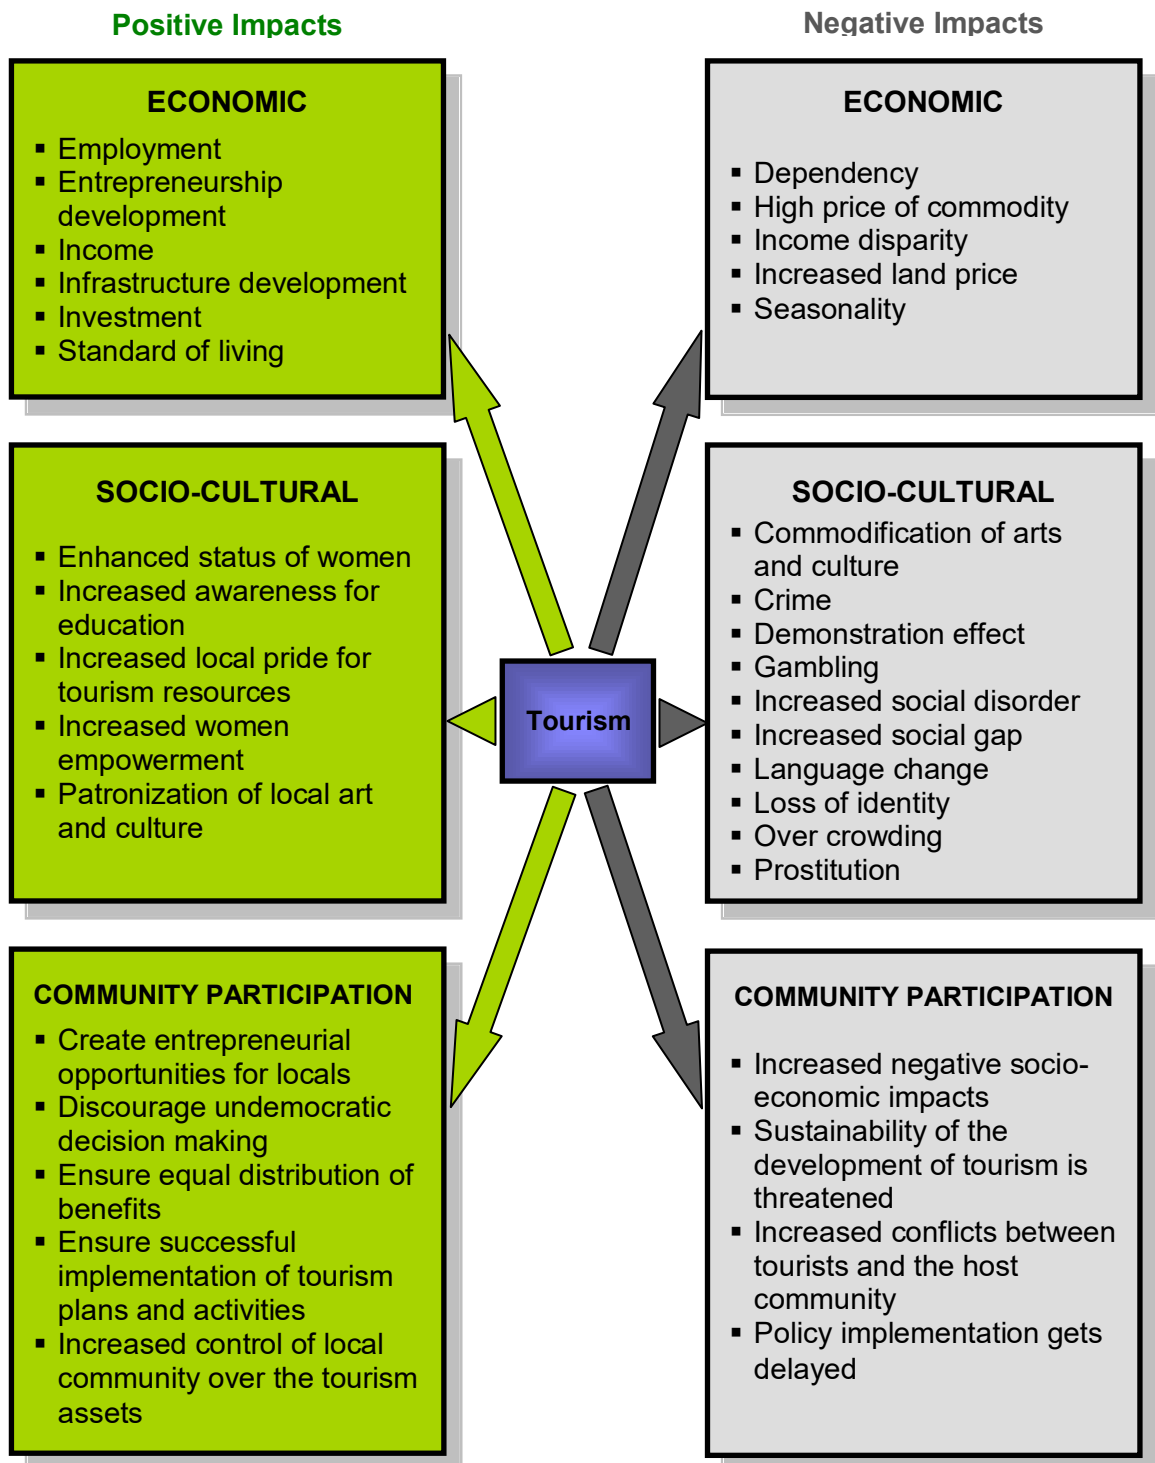 Positive Impacts
ECONOMIC
▪ Employment
▪ Entrepreneurship
development
▪ Income
▪ Infrastructure development
▪ Investment
▪ Standard of living
SOCIO-CULTURAL
▪ Enhanced status of women
▪ Increased awareness for
education
▪ Increased local pride for
tourism resources
▪ Increased women
empowerment
▪ Patronization of local art
and culture
COMMUNITY PARTICIPATION
▪ Create entrepreneurial
opportunities for locals
▪ Discourage undemocratic
decision making
▪ Ensure equal distribution of
benefits
▪ Ensure successful
implementation of tourism
plans and activities
▪ Increased control of local
community over the tourism
assets
Tourism
Negative Impacts
ECONOMIC
▪ Dependency
▪ High price of commodity
▪ Income disparity
▪ Increased land price
▪ Seasonality
SOCIO-CULTURAL
▪ Commodification of arts
and culture
▪ Crime
▪ Demonstration effect
▪ Gambling
▪ Increased social disorder
▪ Increased social gap
▪ Language change
▪ Loss of identity
▪ Over crowding
▪ Prostitution
COMMUNITY PARTICIPATION
▪ Increased negative socio-
economic impacts
▪ Sustainability of the
development of tourism is
threatened
▪ Increased conflicts between
tourists and the host
community
▪ Policy implementation gets
delayed